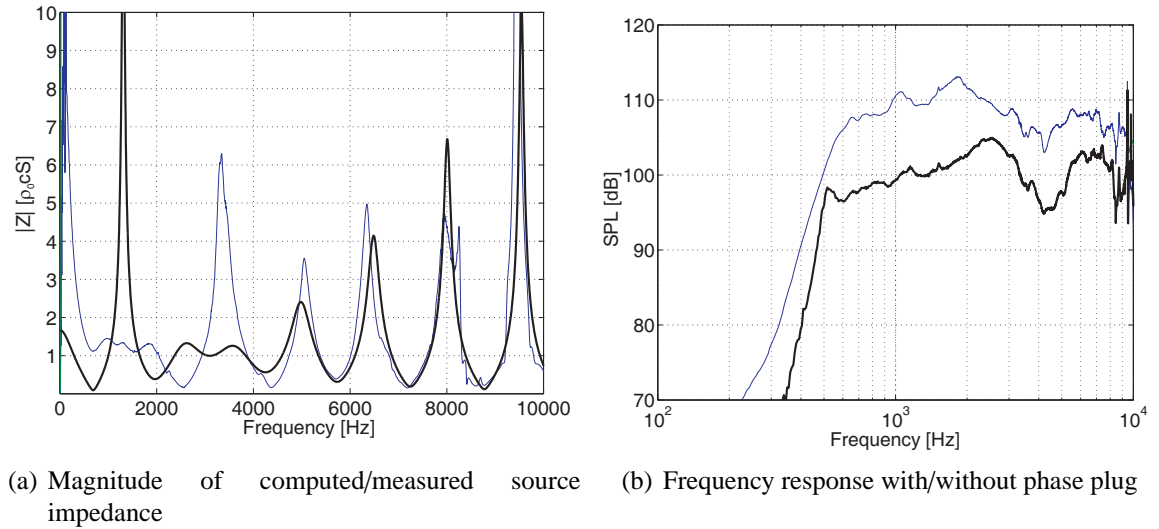 10
9
8
7
6
5
4
3
2
1
|Z| [ρ₀cS]
0 2000 4000 6000 8000 10000
Frequency [Hz]
(a) Magnitude of computed/measured source
impedance
110
100
90
80
70
SPL [dB]
10² 10³ 10⁴
Frequency [Hz]
(b) Frequency response with/without phase plug